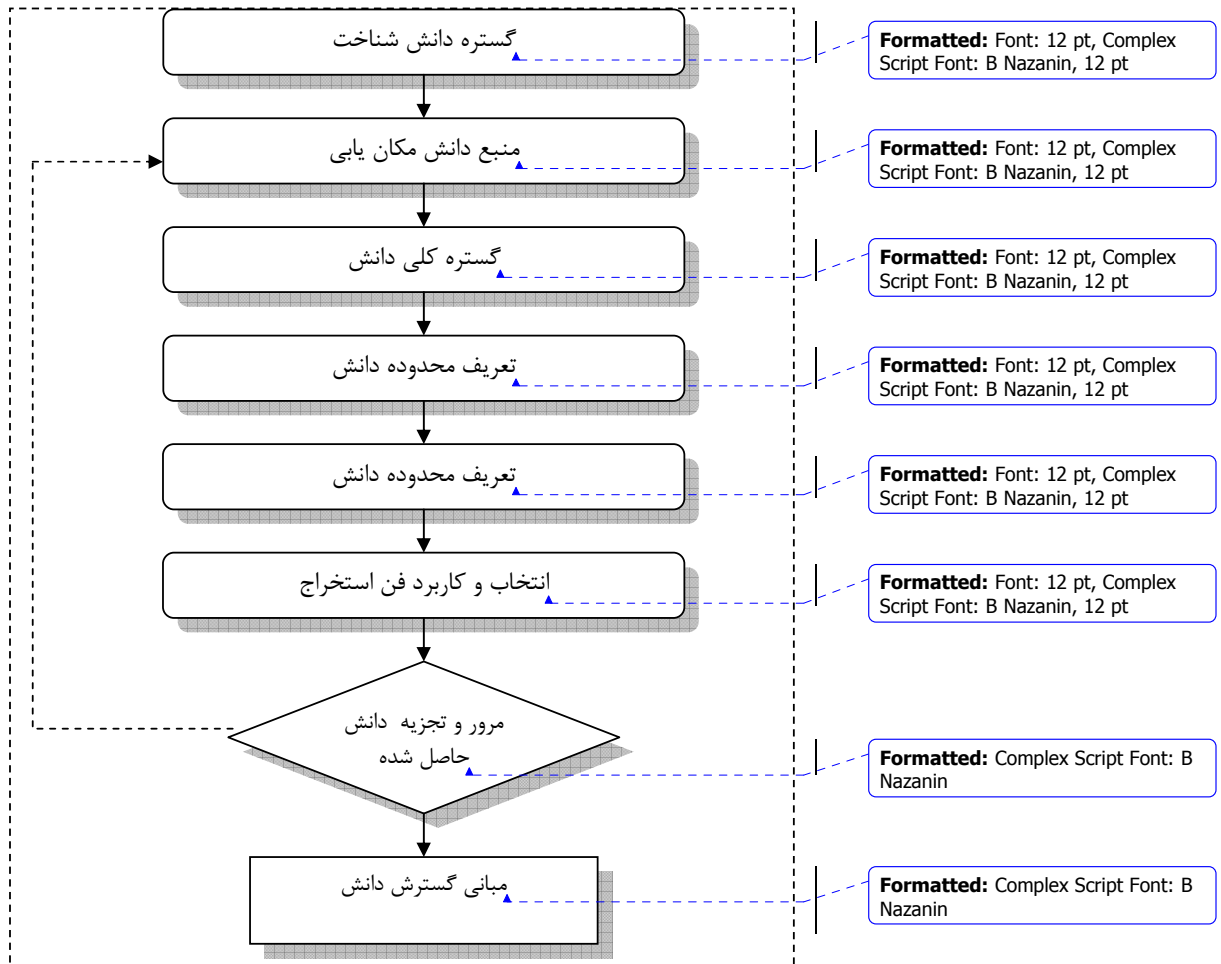 گستره دانش شناخت
Formatted: Font: 12 pt, Complex
Script Font: B Nazanin, 12 pt
منبع دانش مکان یابی
Formatted: Font: 12 pt, Complex
Script Font: B Nazanin, 12 pt
گستره کلی دانش
Formatted: Font: 12 pt, Complex
Script Font: B Nazanin, 12 pt
تعریف محدوده دانش
Formatted: Font: 12 pt, Complex
Script Font: B Nazanin, 12 pt
تعریف محدوده دانش
Formatted: Font: 12 pt, Complex
Script Font: B Nazanin, 12 pt
انتخاب و کاربرد فن استخراج
Formatted: Font: 12 pt, Complex
Script Font: B Nazanin, 12 pt
مرور و تجزیه دانش
حاصل شده
Formatted: Complex Script Font: B
Nazanin
مبانی گسترش دانش
Formatted: Complex Script Font: B
Nazanin